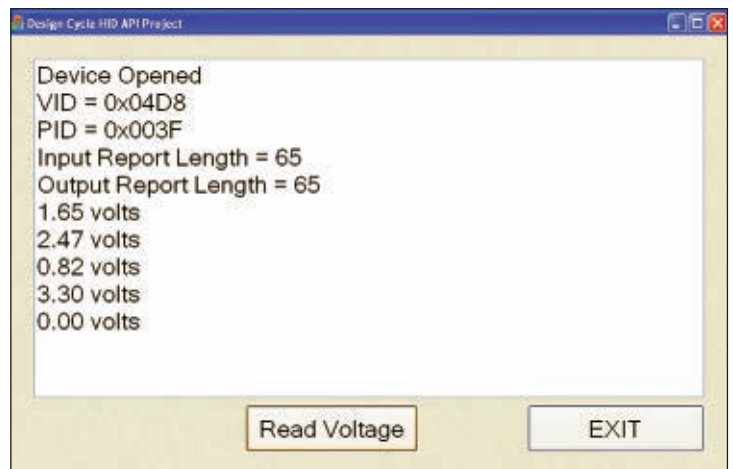 Design Cycle HID API Project
Device Opened
VID = 0x04D8
PID = 0x003F
Input Report Length = 65
Output Report Length = 65
1.65 volts
2.47 volts
0.82 volts
3.30 volts
0.00 volts
Read Voltage
EXIT